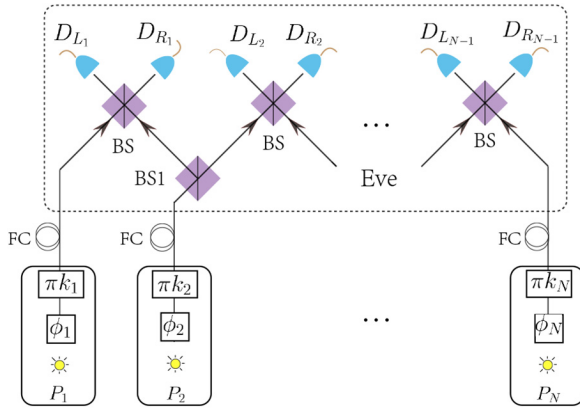 D_{L_1} D_{R_1} D_{L_2} D_{R_2} D_{L_{N-1}} D_{R_{N-1}}
BS BS ... BS
BS1 Eve
FC FC FC
πk_1 πk_2 πk_N
ϕ_1 ϕ_2 ... ϕ_N
P_1 P_2 P_N